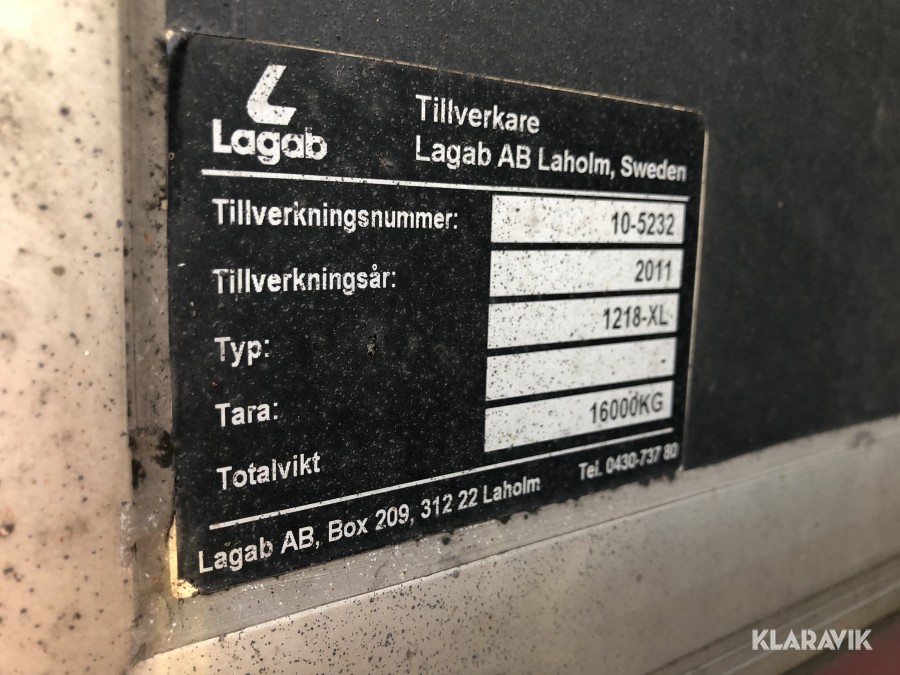 Lagab
Tillverkare
Lagab AB Laholm, Sweden
Tillverkningsnummer: 10-5232
Tillverkningsår: 2011
Typ: 1218-XL
Tara:
Totalvikt 16000KG
Lagab AB, Box 209, 312 22 Laholm Tel. 0430-737 80
KLARAVIK